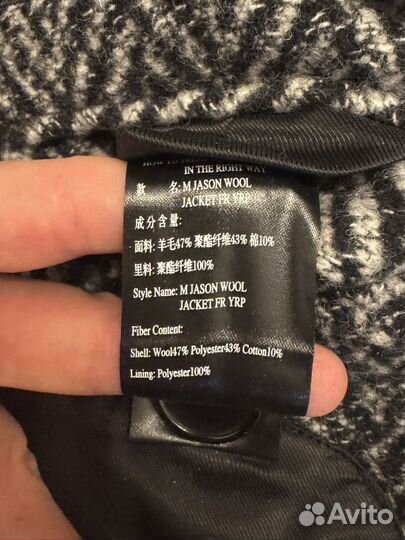 IN THE RIGHT WAY
款 名: M JASON WOOL
JACKET FR YRP
成分含量:
面料: 羊毛47% 聚酯纤维43% 棉10%
里料: 聚酯纤维100%
Style Name: M JASON WOOL
JACKET FR YRP
Fiber Content:
Shell: Wool47% Polyester43% Cotton10%
Lining: Polyester100%
Avito